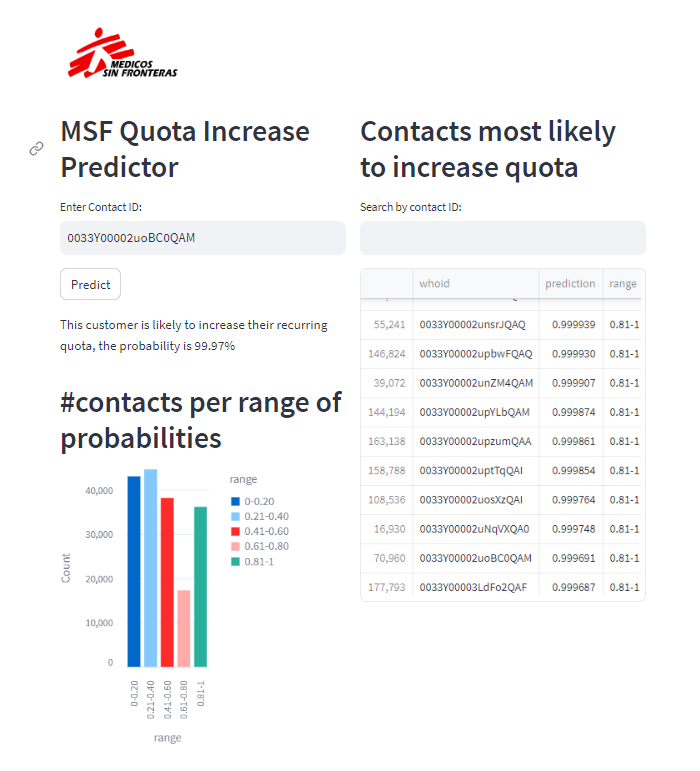 MEDICOS
SIN FRONTERAS
MSF Quota Increase
Predictor
Enter Contact ID:
0033Y00002uoBC0QAM
Predict
This customer is likely to increase their recurring
quota, the probability is 99.97%
#contacts per range of
probabilities
range
0-0.20
0.21-0.40
0.41-0.60
0.61-0.80
0.81-1
Count
40,000
30,000
20,000
10,000
0
0-0.20
0.21-0.40
0.41-0.60
0.61-0.80
0.81-1
range
Contacts most likely
to increase quota
Search by contact ID:
whoid prediction range
55,241 0033Y00002unsrJQAQ 0.999939 0.81-1
146,824 0033Y00002upbwFQAQ 0.999930 0.81-1
39,072 0033Y00002unZM4QAM 0.999907 0.81-1
144,194 0033Y00002upYLbQAM 0.999874 0.81-1
163,138 0033Y00002upzumQAA 0.999861 0.81-1
158,788 0033Y00002uptTqQAI 0.999854 0.81-1
108,536 0033Y00002uosXzQAI 0.999764 0.81-1
16,930 0033Y00002uNqVXQA0 0.999748 0.81-1
70,960 0033Y00002uoBC0QAM 0.999691 0.81-1
177,793 0033Y00003LdFo2QAF 0.999687 0.81-1